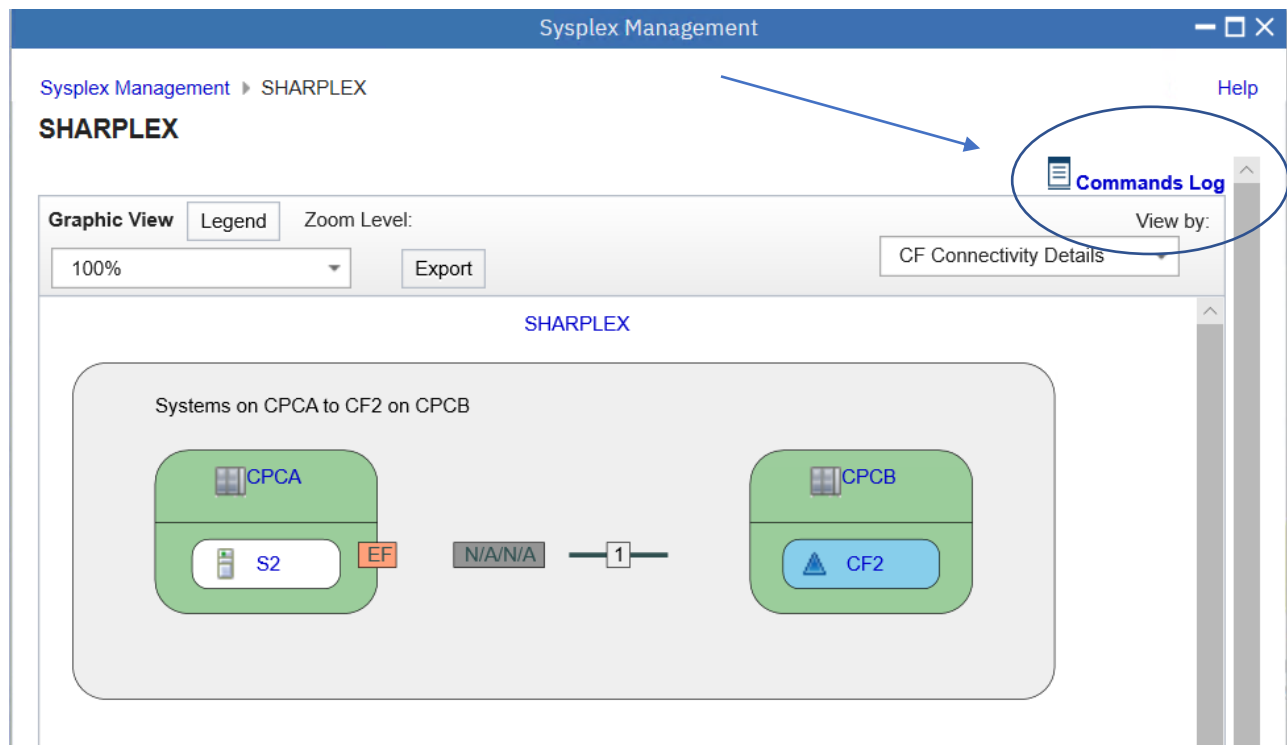 Sysplex Management
Sysplex Management SHARPLEX Help
SHARPLEX
Commands Log
Graphic View Legend Zoom Level: View by:
100% Export CF Connectivity Details
SHARPLEX
Systems on CPCA to CF2 on CPCB
CPCA CPCB
S2 EF N/A/N/A 1 CF2